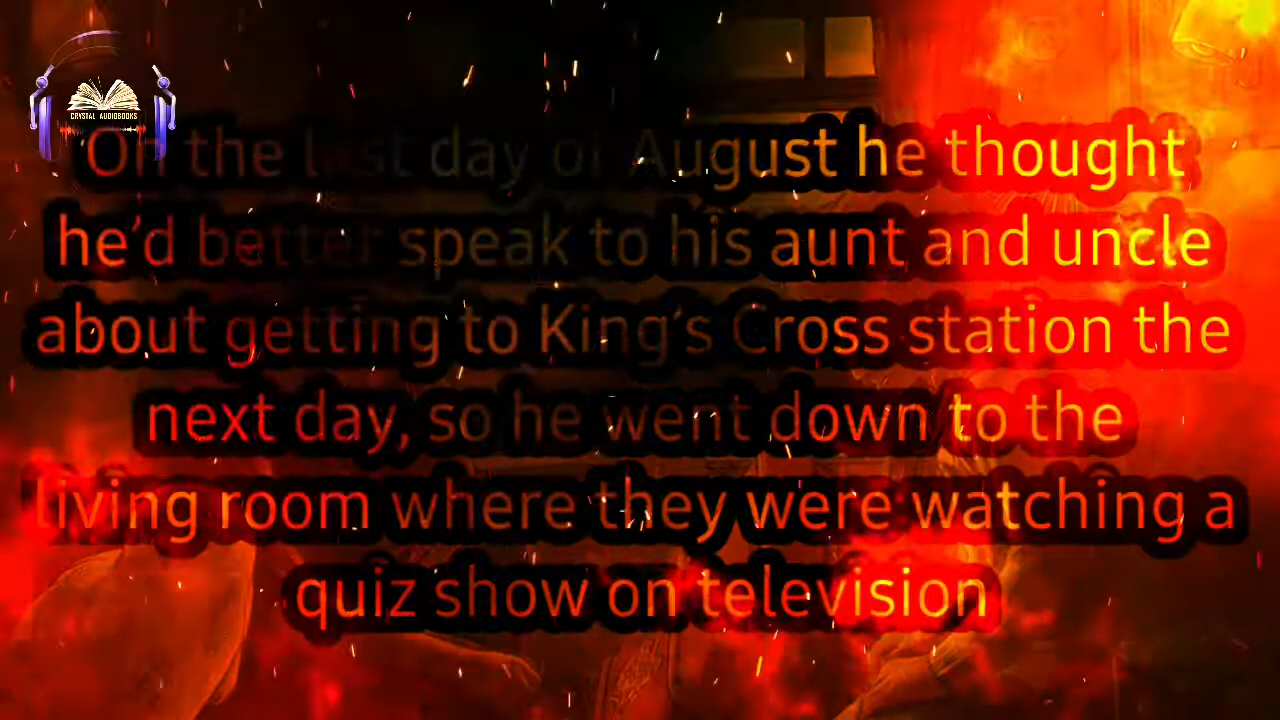 CRYSTAL AUDIOBOOKS
On the last day of August he thought
he'd better speak to his aunt and uncle
about getting to King's Cross station the
next day, so he went down to the
living room where they were watching a
quiz show on television